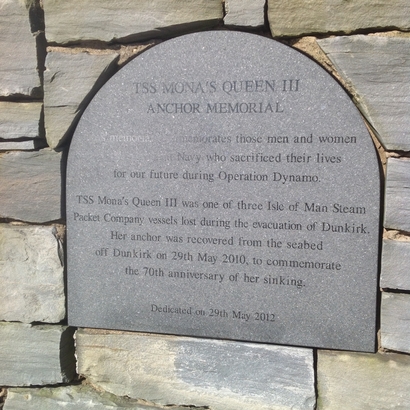 TSS MONA'S QUEEN III
ANCHOR MEMORIAL
memorial commemorates those men and women
Navy who sacrificed their lives
for our future during Operation Dynamo.
TSS Mona's Queen III was one of three Isle of Man Steam
Packet Company vessels lost during the evacuation of Dunkirk.
Her anchor was recovered from the seabed
off Dunkirk on 29th May 2010, to commemorate
the 70th anniversary of her sinking.
Dedicated on 29th May 2012